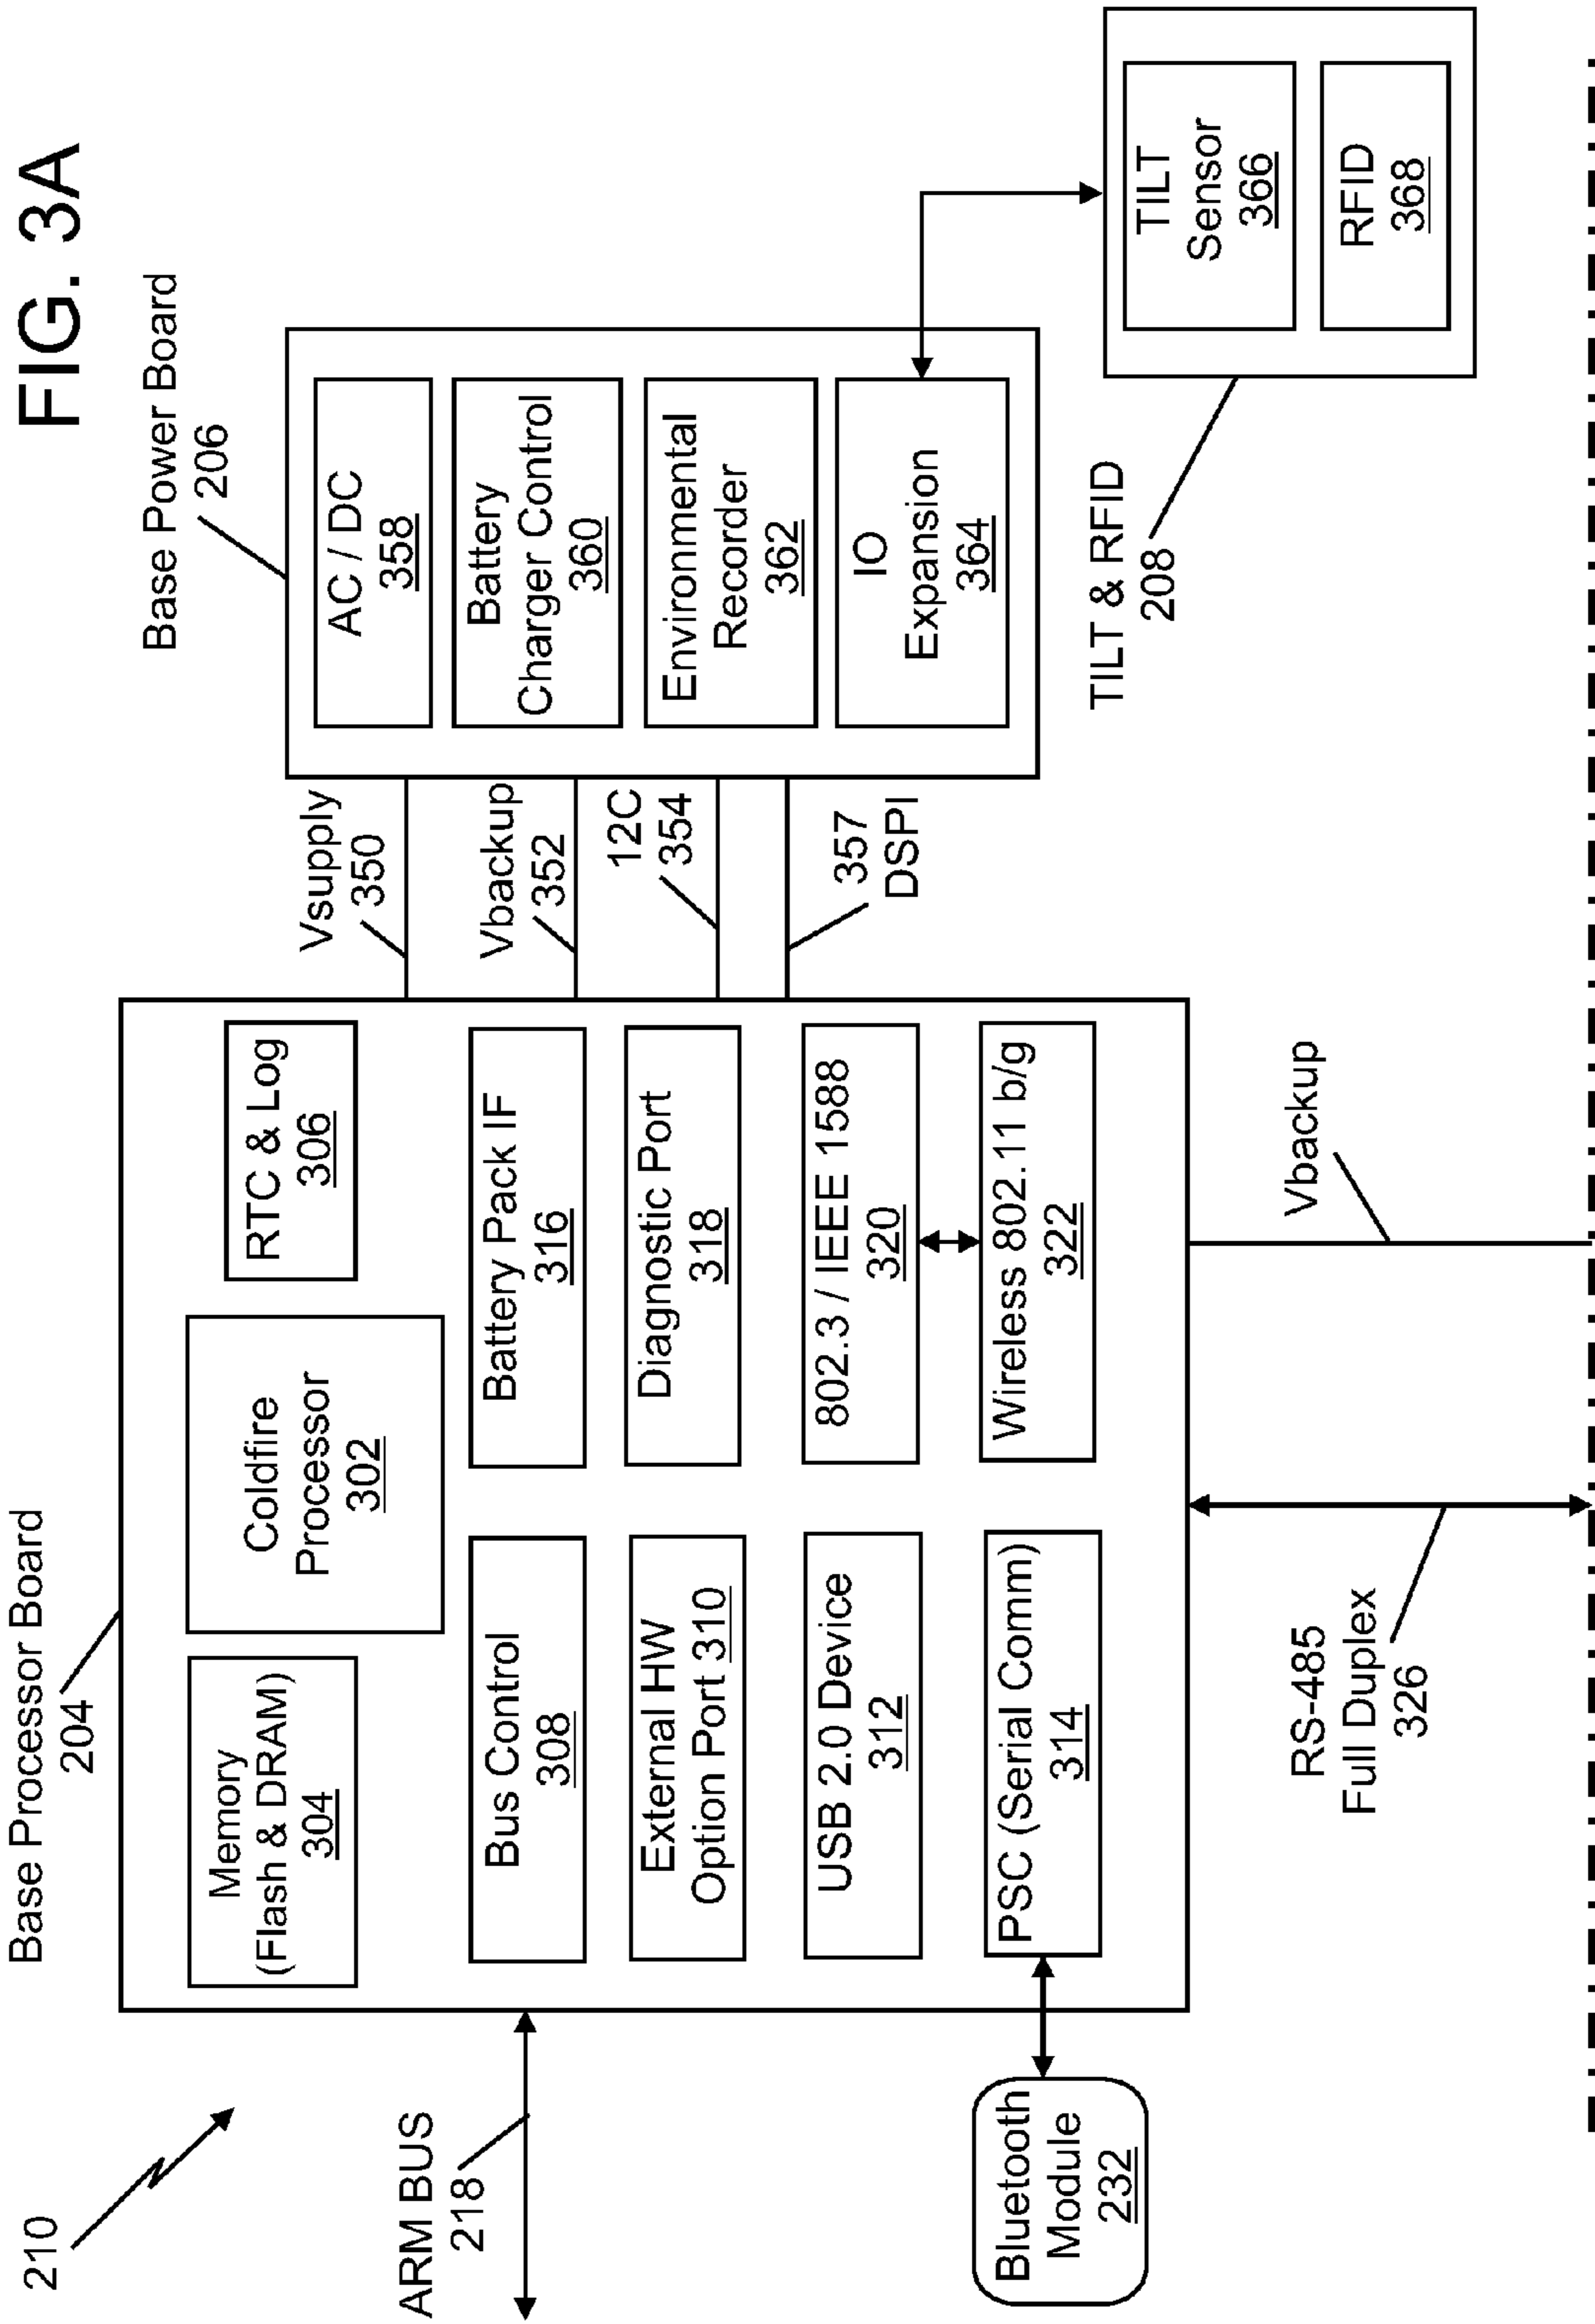 FIG. 3A
210
Base Processor Board
204
Memory
(Flash & DRAM)
304
Coldfire
Processor
302
RTC & Log
306
Bus Control
308
Battery Pack IF
316
External HW
Option Port 310
Diagnostic Port
318
USB 2.0 Device
312
802.3 / IEEE 1588
320
PSC (Serial Comm)
314
Wireless 802.11 b/g
322
ARM BUS
218
Bluetooth
Module
232
Vsupply
350
Vbackup
352
12C
354
357
DSPI
Base Power Board
206
AC / DC
358
Battery
Charger Control
360
Environmental
Recorder
362
IO
Expansion
364
TILT & RFID
208
TILT
Sensor
366
RFID
368
RS-485
Full Duplex
326
Vbackup